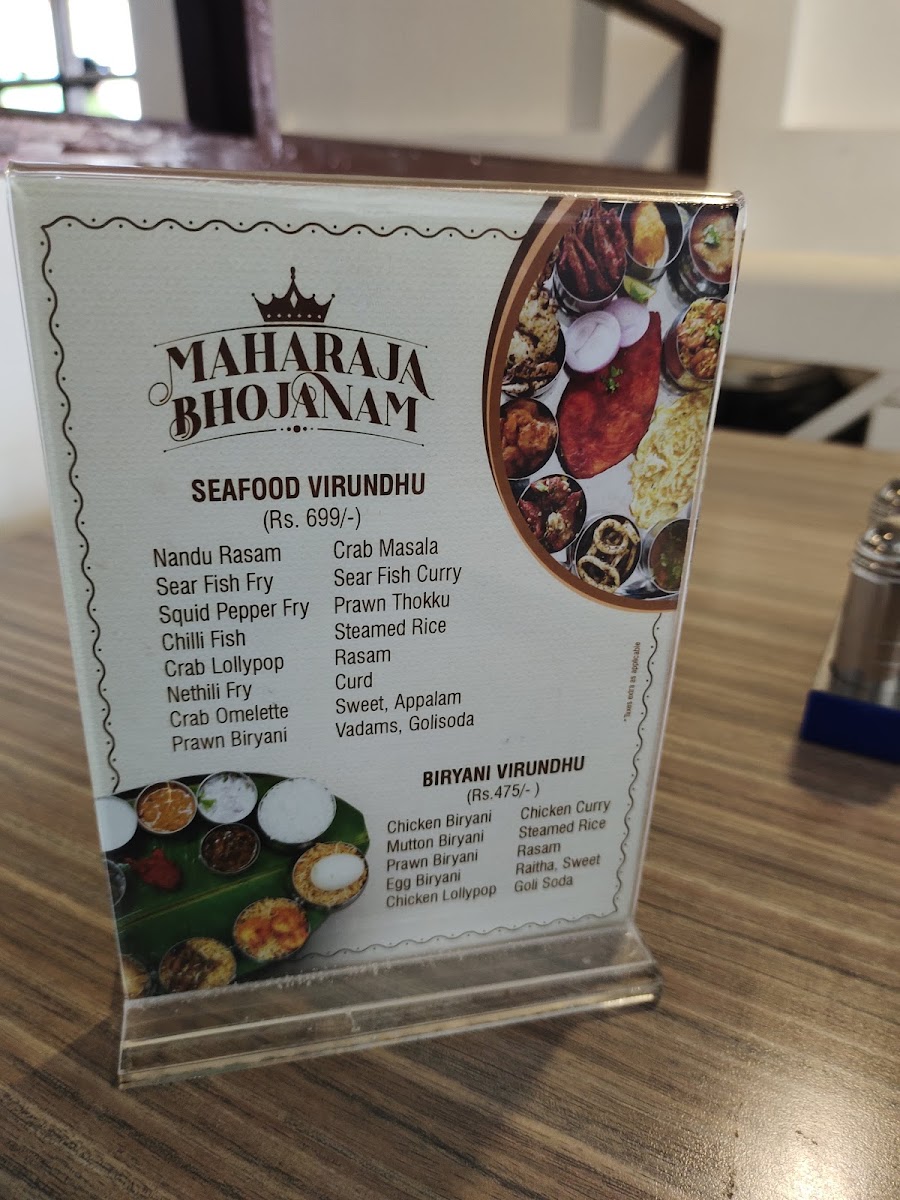 MAHARAJA
BHOJANAM
SEAFOOD VIRUNDHU
(Rs. 699/-)
Nandu Rasam
Sear Fish Fry
Squid Pepper Fry
Chilli Fish
Crab Lollypop
Nethili Fry
Crab Omelette
Prawn Biryani
Crab Masala
Sear Fish Curry
Prawn Thokku
Steamed Rice
Rasam
Curd
Sweet, Appalam
Vadams, Golisoda
*Taxes extra as applicable
BIRYANI VIRUNDHU
(Rs.475/- )
Chicken Biryani
Mutton Biryani
Prawn Biryani
Egg Biryani
Chicken Lollypop
Chicken Curry
Steamed Rice
Rasam
Raitha, Sweet
Goli Soda